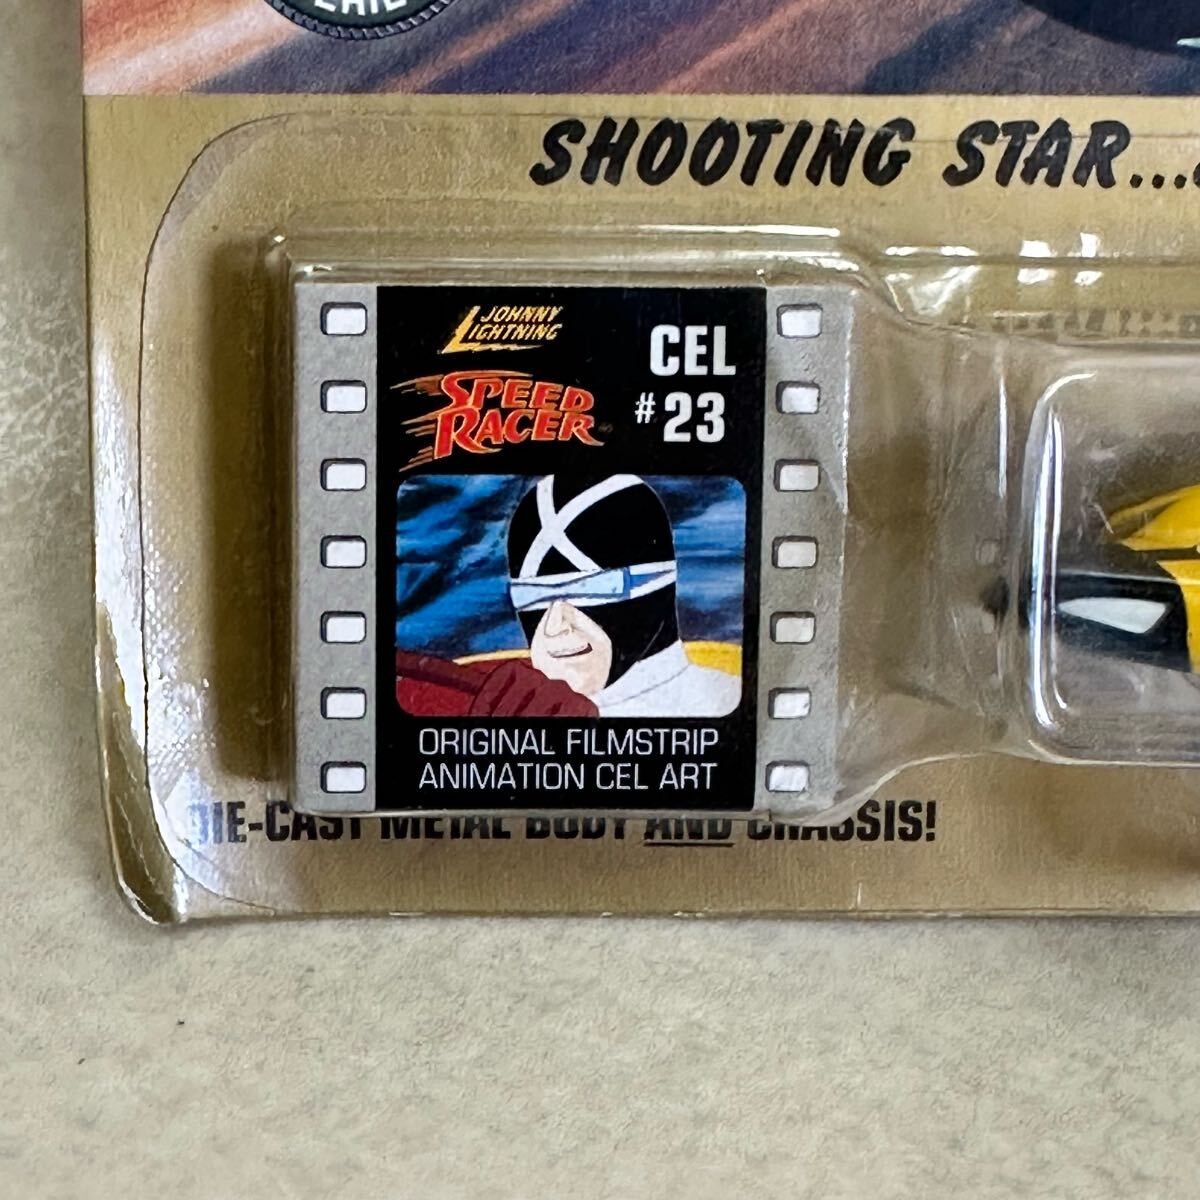 SHOOTING STAR...
JOHNNY
LIGHTNING
CEL
SPEED
RACER
#23
ORIGINAL FILMSTRIP
ANIMATION CEL ART
DIE-CAST METAL BODY AND CHASSIS!